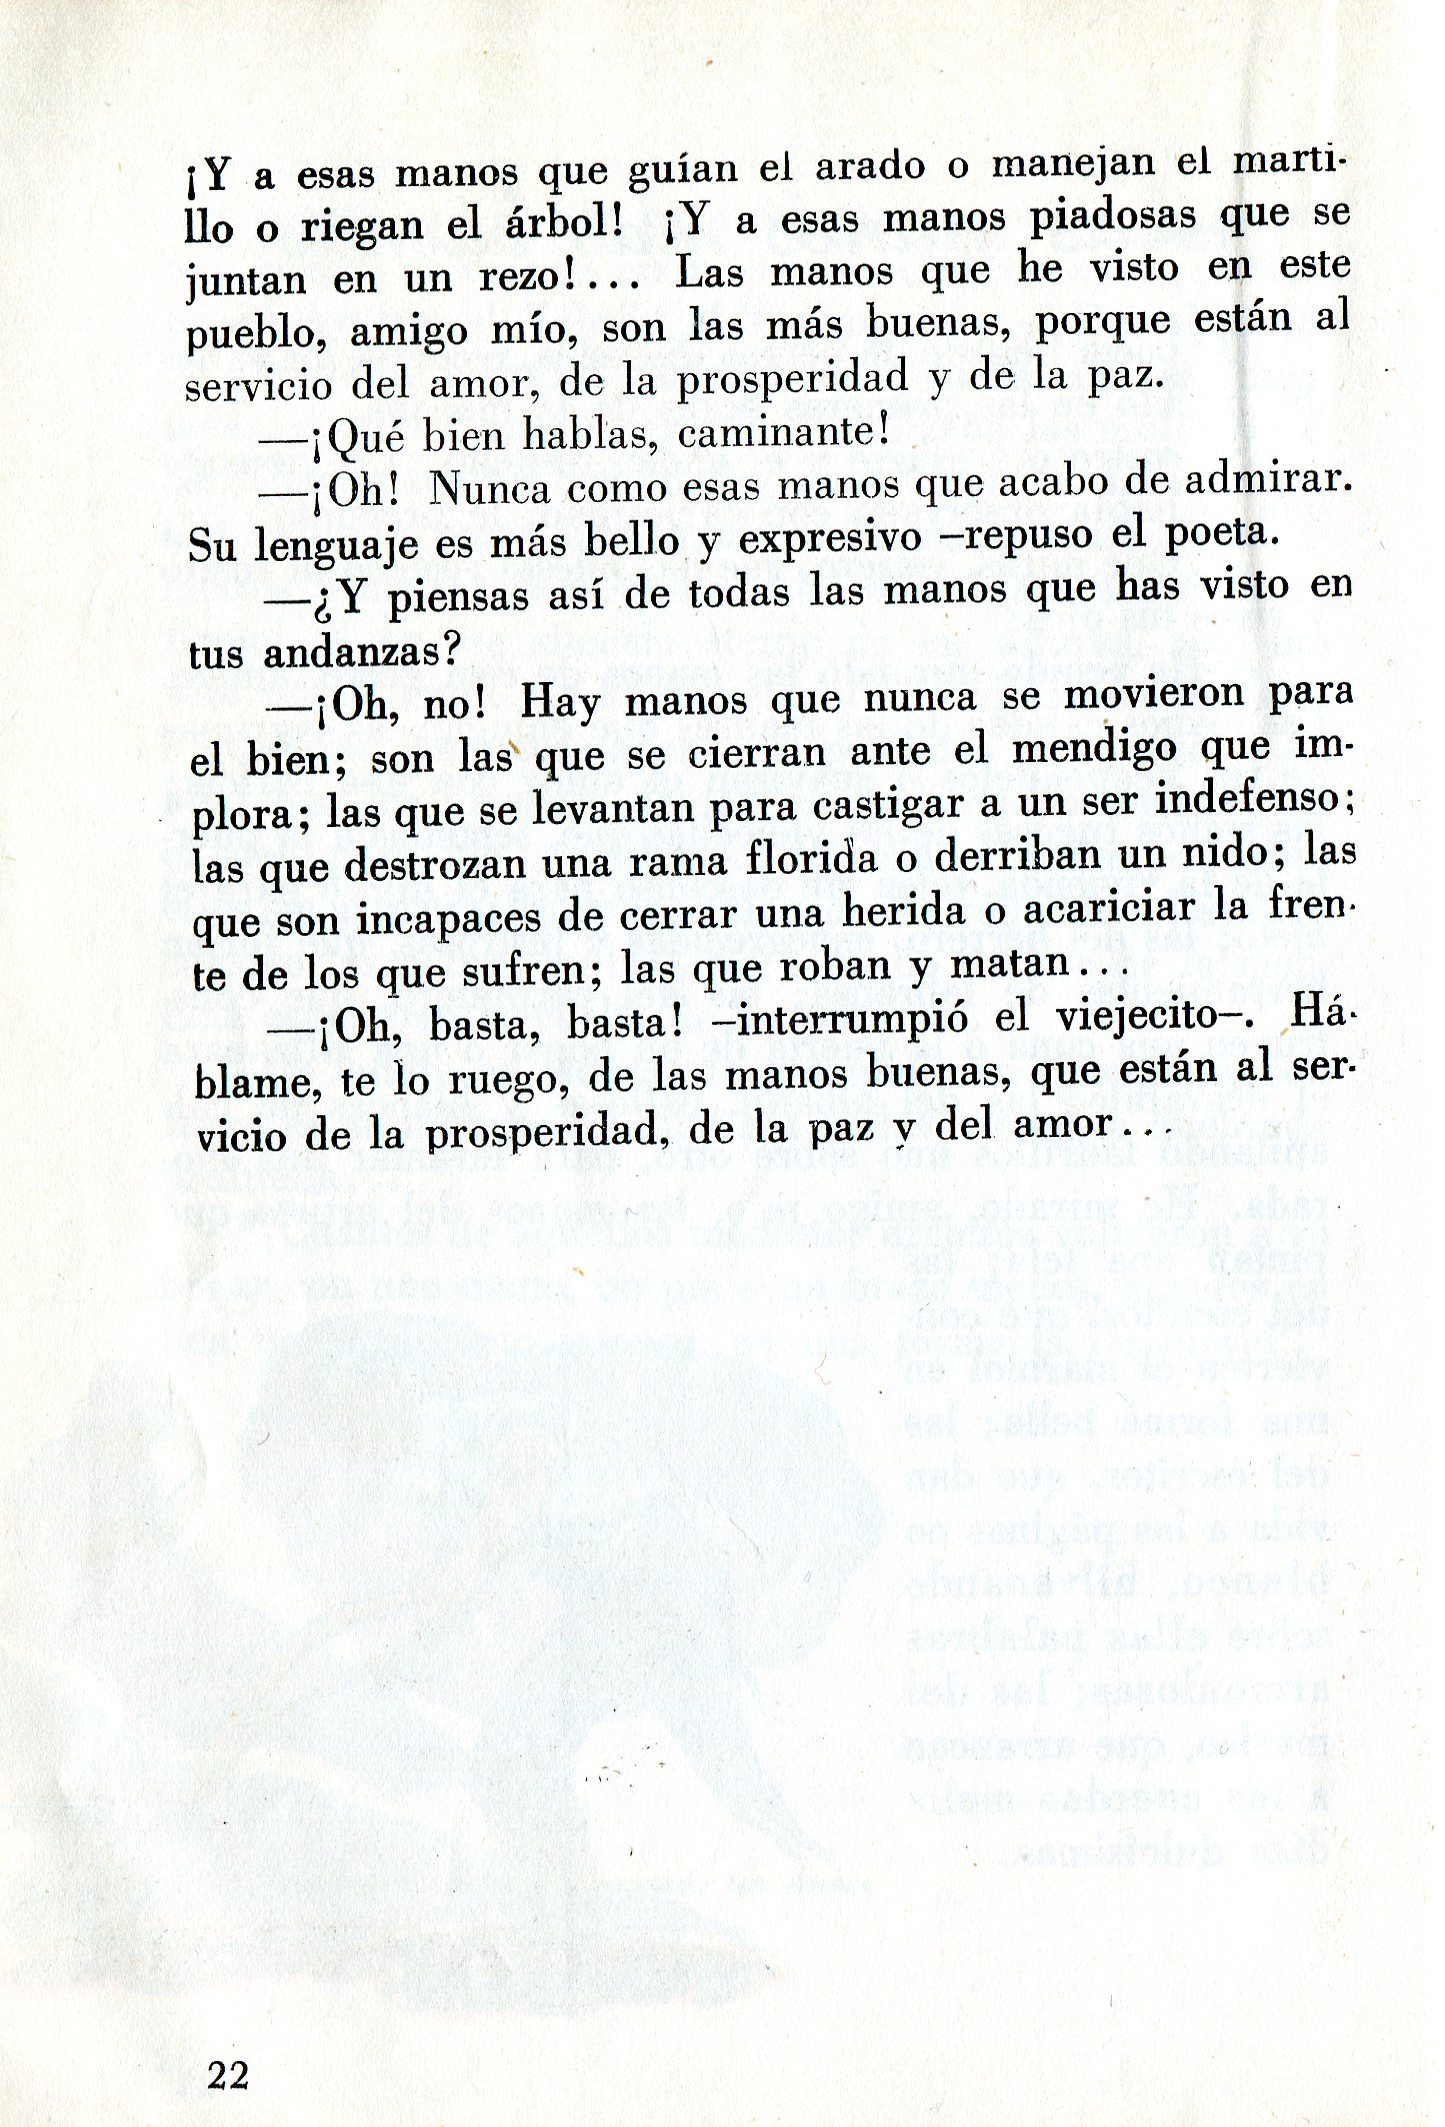 ¡Y a esas manos que guían el arado o manejan el marti-
llo o riegan el árbol! ¡Y a esas manos piadosas que se
juntan en un rezo!... Las manos que he visto en este
pueblo, amigo mío, son las más buenas, porque están al
servicio del amor, de la prosperidad y de la paz.
—¡Qué bien hablas, caminante!
—¡Oh! Nunca como esas manos que acabo de admirar.
Su lenguaje es más bello y expresivo —repuso el poeta.
—¿Y piensas así de todas las manos que has visto en
tus andanzas?
—¡Oh, no! Hay manos que nunca se movieron para
el bien; son las que se cierran ante el mendigo que im-
plora; las que se levantan para castigar a un ser indefenso;
las que destrozan una rama florida o derriban un nido; las
que son incapaces de cerrar una herida o acariciar la fren-
te de los que sufren; las que roban y matan...
—¡Oh, basta, basta! —interrumpió el viejecito—. Há-
blame, te lo ruego, de las manos buenas, que están al ser-
vicio de la prosperidad, de la paz y del amor...
22